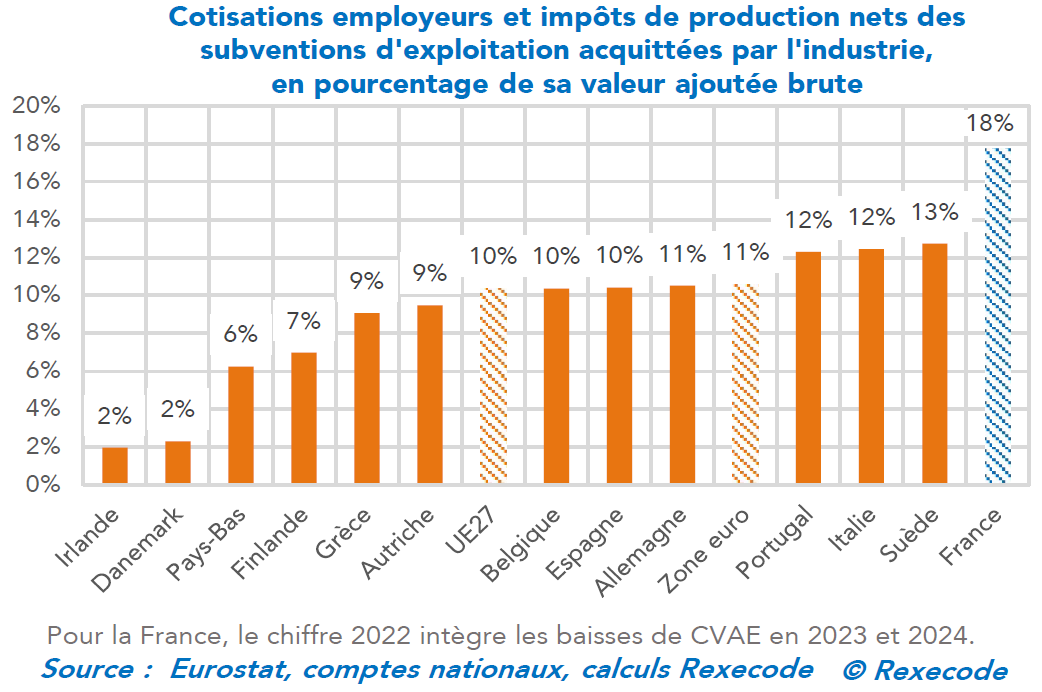 Cotisations employeurs et impôts de production nets des
subventions d'exploitation acquittées par l'industrie,
en pourcentage de sa valeur ajoutée brute
20%
18%
16%
14%
12%
10%
8%
6%
4%
2%
0%
2%
2%
6%
7%
9%
9%
10%
10%
10%
11%
11%
12%
12%
13%
18%
Irlande
Danemark
Pays-Bas
Finlande
Grèce
Autriche
UE27
Belgique
Espagne
Allemagne
Zone euro
Portugal
Italie
Suède
France
Pour la France, le chiffre 2022 intègre les baisses de CVAE en 2023 et 2024.
Source : Eurostat, comptes nationaux, calculs Rexecode © Rexecode